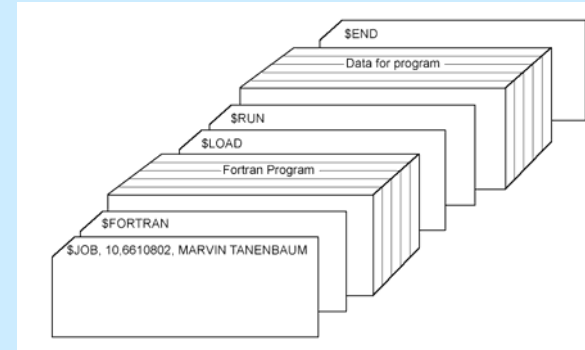 $END
Data for program
$RUN
$LOAD
Fortran Program
$FORTRAN
$JOB, 10,6610802, MARVIN TANENBAUM